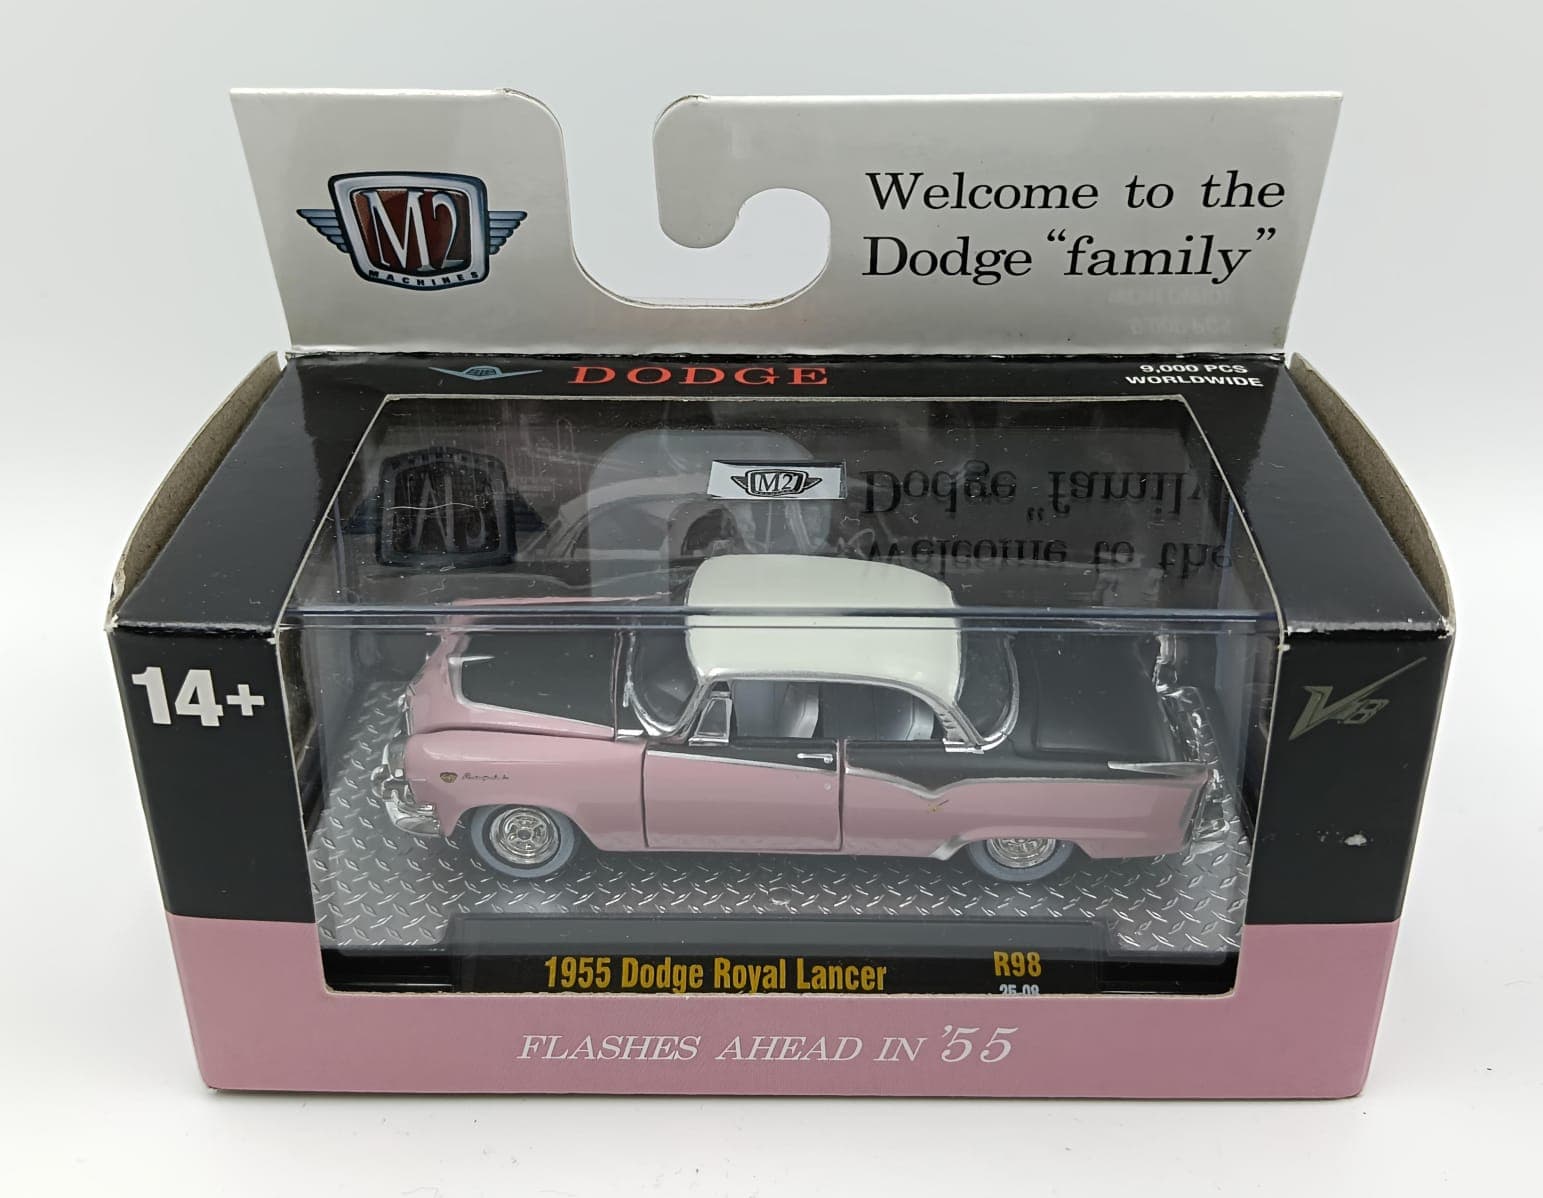 M2
MACHINES
Welcome to the
Dodge “family”
DODGE
9,000 PCS
WORLDWIDE
M2
14+
V8
1955 Dodge Royal Lancer
R98
25-09
FLASHES AHEAD IN '55